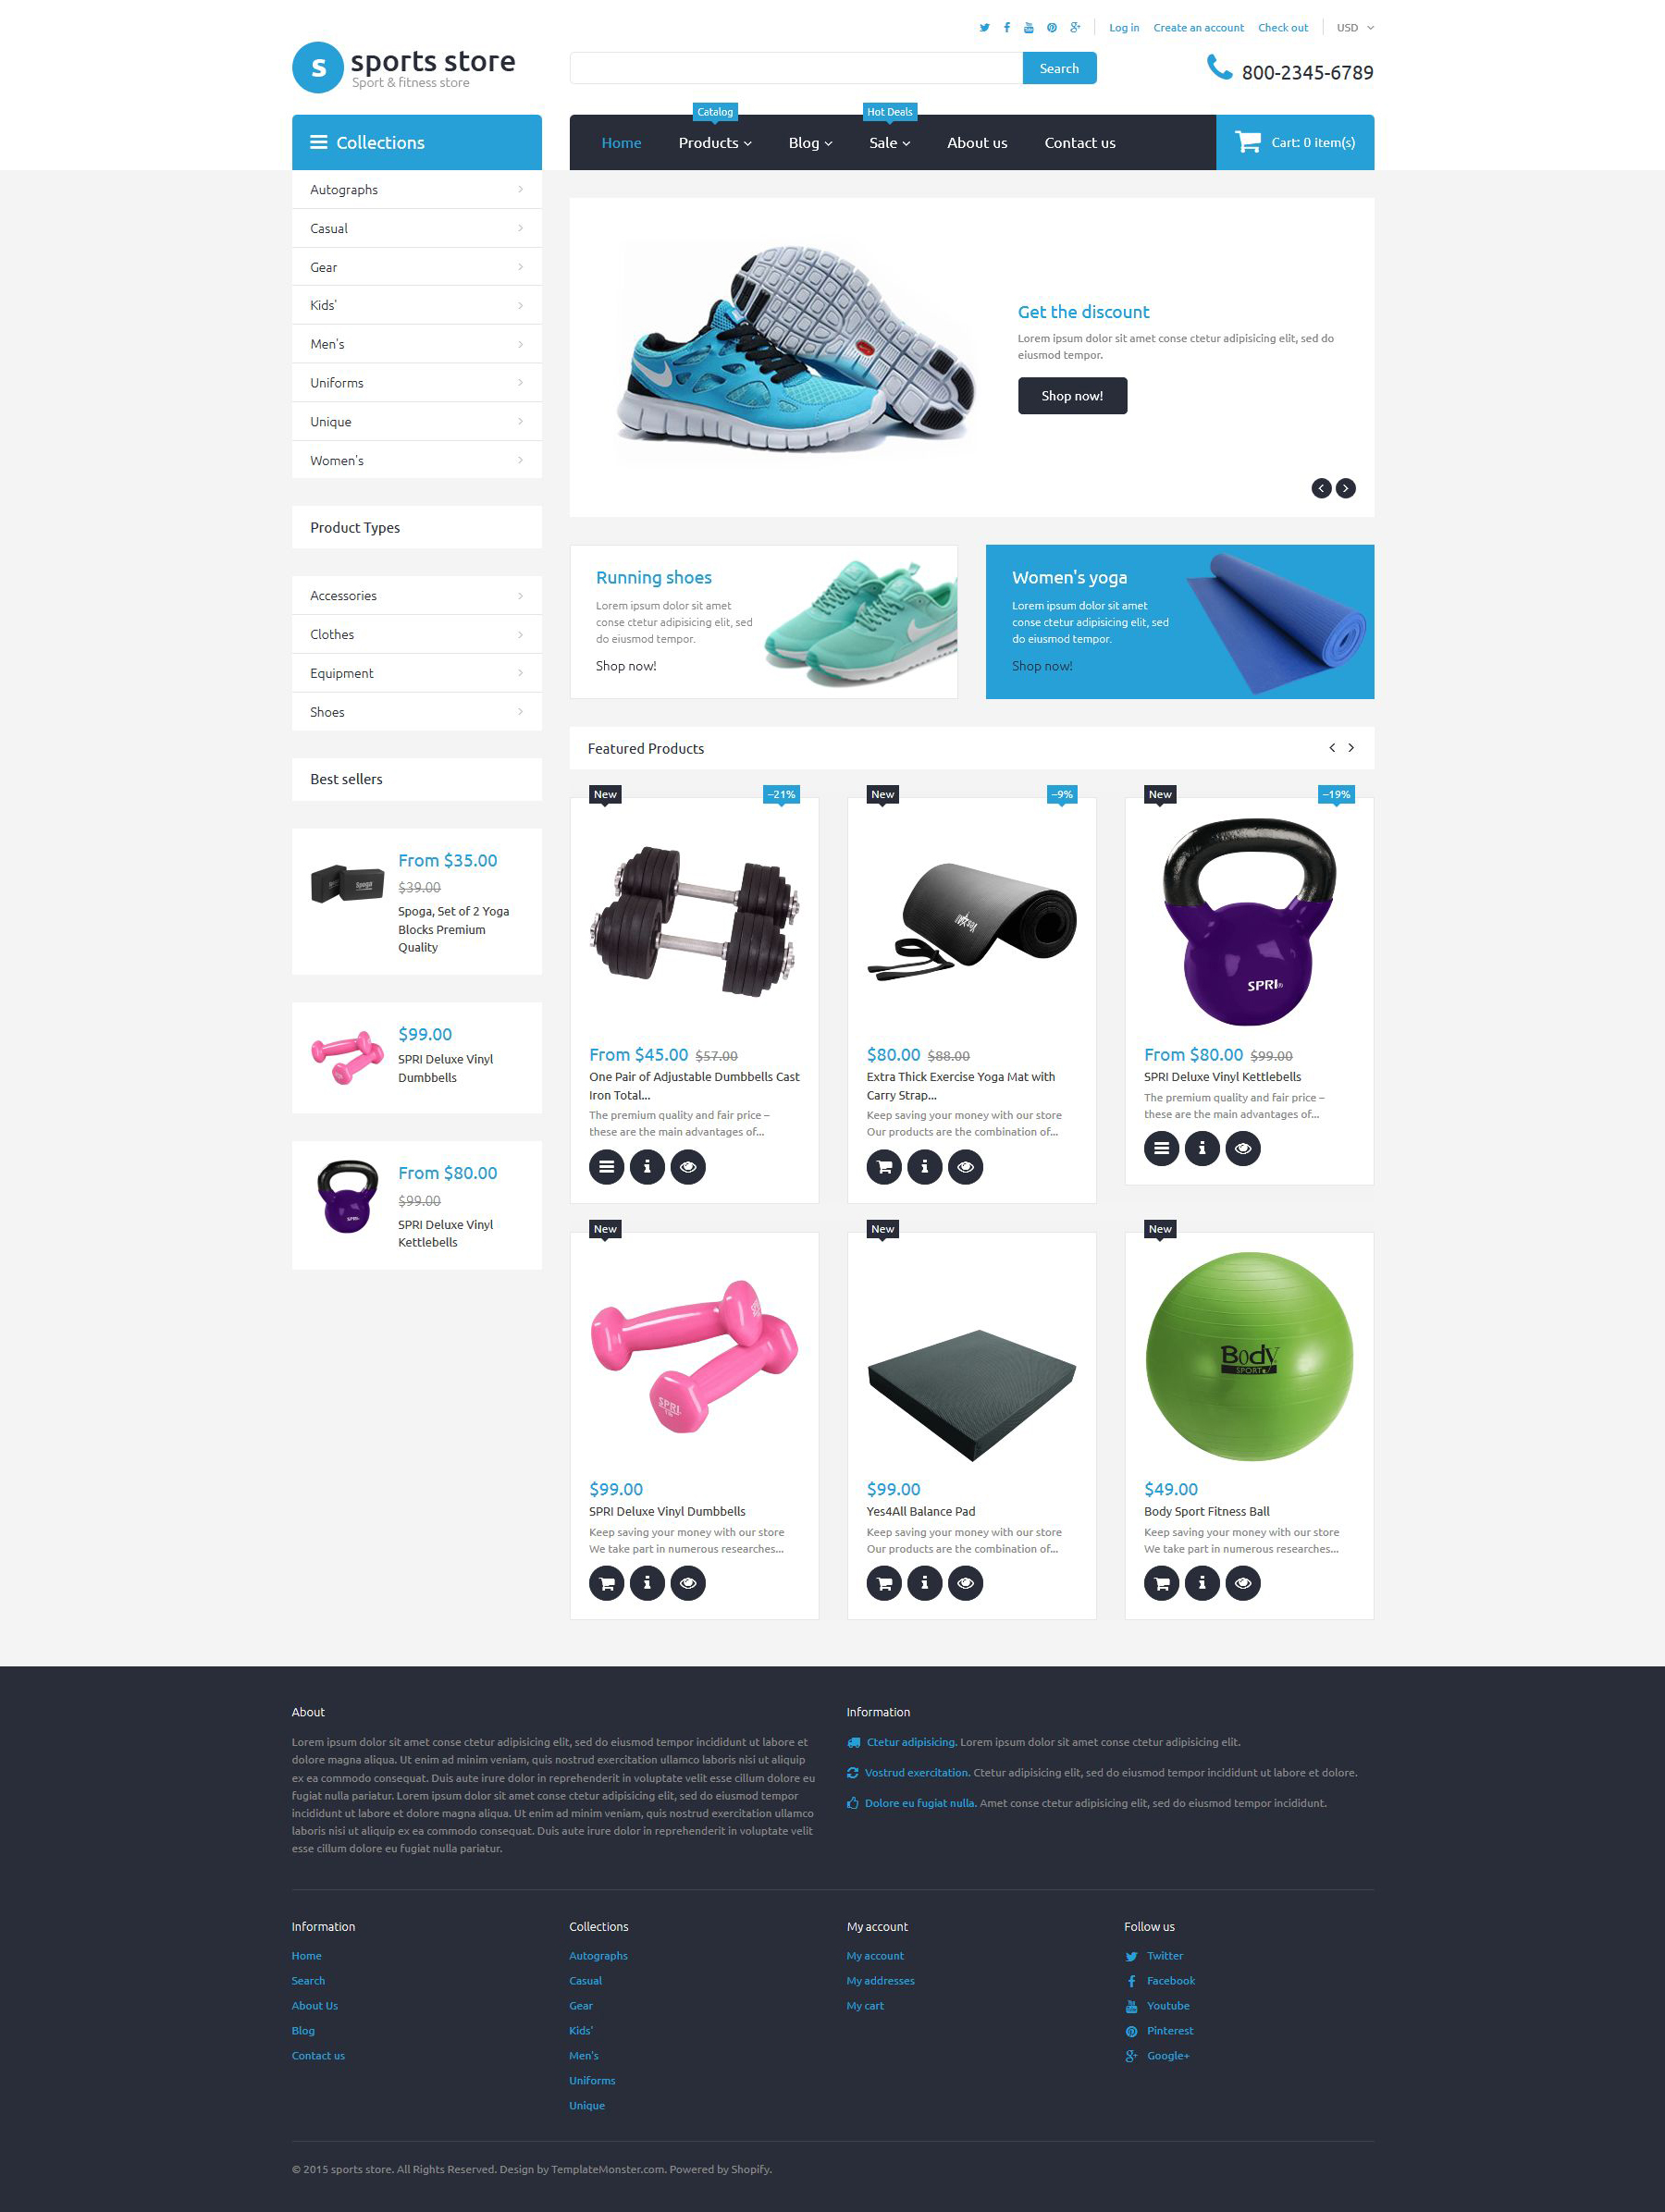 Log in Create an account Check out USD
s sports store
Sport & fitness store
Search
800-2345-6789
Catalog Hot Deals
Collections
Home Products Blog Sale About us Contact us
Cart: 0 item(s)
Autographs
Casual
Gear
Kids'
Men's
Uniforms
Unique
Women's
Get the discount
Lorem ipsum dolor sit amet conse ctetur adipisicing elit, sed do
eiusmod tempor.
Shop now!
Product Types
Accessories
Clothes
Equipment
Shoes
Running shoes
Lorem ipsum dolor sit amet
conse ctetur adipisicing elit, sed
do eiusmod tempor.
Shop now!
Women's yoga
Lorem ipsum dolor sit amet
conse ctetur adipisicing elit, sed
do eiusmod tempor.
Shop now!
Best sellers
Spoga
From $35.00
$39.00
Spoga, Set of 2 Yoga
Blocks Premium
Quality
$99.00
SPRI Deluxe Vinyl
Dumbbells
SPRI
From $80.00
$99.00
SPRI Deluxe Vinyl
Kettlebells
Featured Products
New –21%
From $45.00 $57.00
One Pair of Adjustable Dumbbells Cast
Iron Total...
The premium quality and fair price –
these are the main advantages of...
New –9%
$80.00 $88.00
Extra Thick Exercise Yoga Mat with
Carry Strap...
Keep saving your money with our store
Our products are the combination of...
New –19%
SPRI®
From $80.00 $99.00
SPRI Deluxe Vinyl Kettlebells
The premium quality and fair price –
these are the main advantages of...
New
SPRI
$99.00
SPRI Deluxe Vinyl Dumbbells
Keep saving your money with our store
We take part in numerous researches...
New
$99.00
Yes4All Balance Pad
Keep saving your money with our store
Our products are the combination of...
New
Body
SPORT
$49.00
Body Sport Fitness Ball
Keep saving your money with our store
We take part in numerous researches...
About
Lorem ipsum dolor sit amet conse ctetur adipisicing elit, sed do eiusmod tempor incididunt ut labore et
dolore magna aliqua. Ut enim ad minim veniam, quis nostrud exercitation ullamco laboris nisi ut aliquip
ex ea commodo consequat. Duis aute irure dolor in reprehenderit in voluptate velit esse cillum dolore eu
fugiat nulla pariatur. Lorem ipsum dolor sit amet conse ctetur adipisicing elit, sed do eiusmod tempor
incididunt ut labore et dolore magna aliqua. Ut enim ad minim veniam, quis nostrud exercitation ullamco
laboris nisi ut aliquip ex ea commodo consequat. Duis aute irure dolor in reprehenderit in voluptate velit
esse cillum dolore eu fugiat nulla pariatur.
Information
Ctetur adipisicing. Lorem ipsum dolor sit amet conse ctetur adipisicing elit.
Vostrud exercitation. Ctetur adipisicing elit, sed do eiusmod tempor incididunt ut labore et dolore.
Dolore eu fugiat nulla. Amet conse ctetur adipisicing elit, sed do eiusmod tempor incididunt.
Information
Home
Search
About Us
Blog
Contact us
Collections
Autographs
Casual
Gear
Kids'
Men's
Uniforms
Unique
My account
My account
My addresses
My cart
Follow us
Twitter
Facebook
Youtube
Pinterest
Google+
© 2015 sports store. All Rights Reserved. Design by TemplateMonster.com. Powered by Shopify.